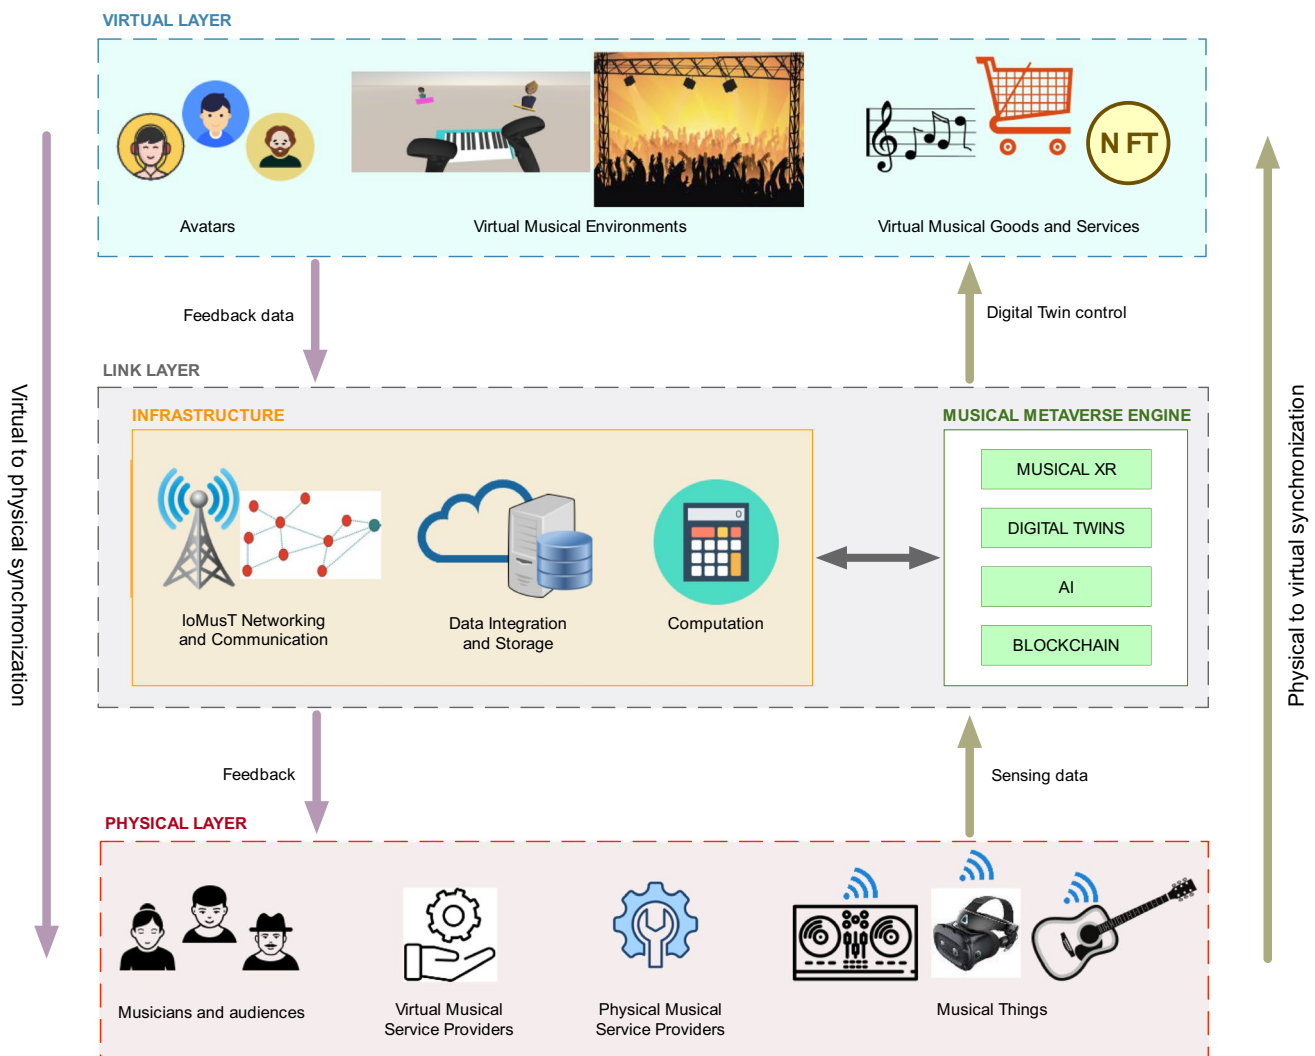 VIRTUAL LAYER
N FT
Avatars
Virtual Musical Environments
Virtual Musical Goods and Services
Feedback data
Digital Twin control
LINK LAYER
INFRASTRUCTURE
MUSICAL METAVERSE ENGINE
MUSICAL XR
DIGITAL TWINS
AI
BLOCKCHAIN
0
IoMusT Networking
and Communication
Data Integration
and Storage
Computation
Virtual to physical synchronization
Physical to virtual synchronization
Feedback
Sensing data
PHYSICAL LAYER
Musicians and audiences
Virtual Musical
Service Providers
Physical Musical
Service Providers
Musical Things